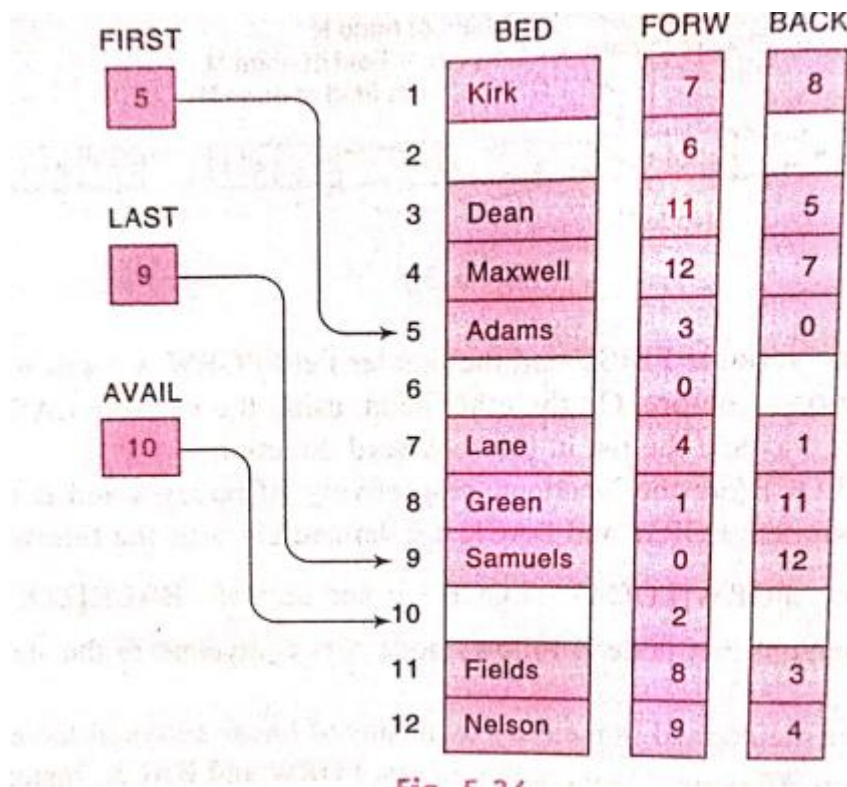 FIRST
5
LAST
9
AVAIL
10
BED FORW BACK
1 Kirk 7 8
2 6
3 Dean 11 5
4 Maxwell 12 7
5 Adams 3 0
6 0
7 Lane 4 1
8 Green 1 11
9 Samuels 0 12
10 2
11 Fields 8 3
12 Nelson 9 4